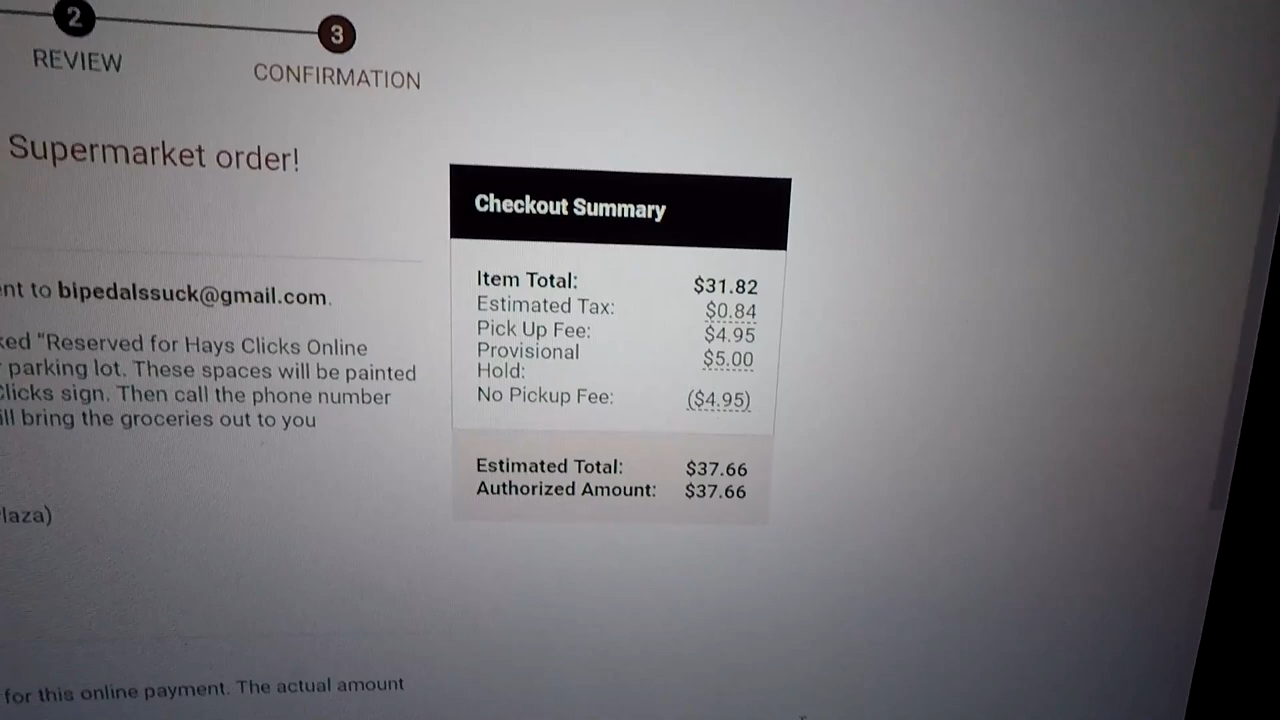 2
3
REVIEW
CONFIRMATION
Supermarket order!
Checkout Summary
Item Total: $31.82
Estimated Tax: $0.84
Pick Up Fee: $4.95
Provisional
Hold: $5.00
No Pickup Fee: ($4.95)
Estimated Total: $37.66
Authorized Amount: $37.66
nt to bipedalssuck@gmail.com.
ked "Reserved for Hays Clicks Online
parking lot. These spaces will be painted
Clicks sign. Then call the phone number
ill bring the groceries out to you
laza)
for this online payment. The actual amount